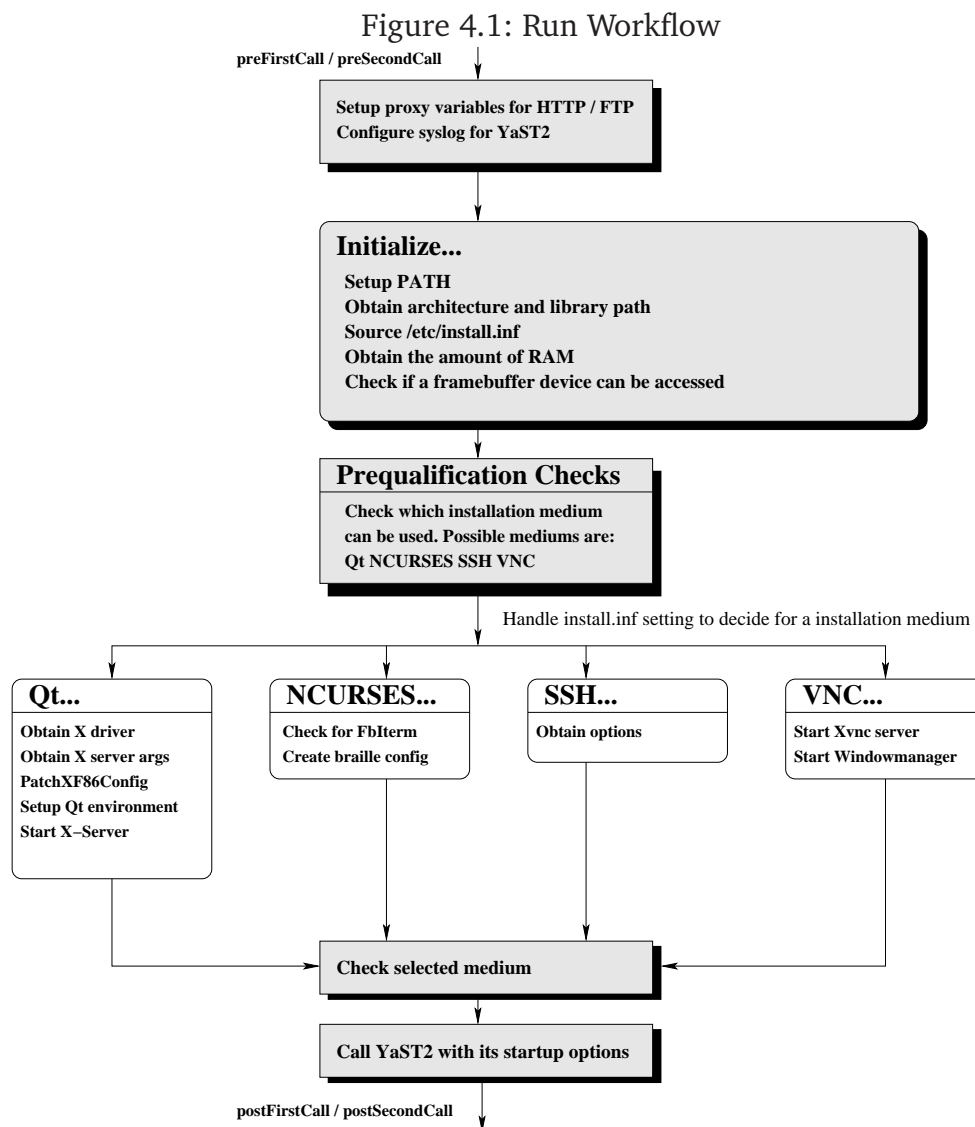 Figure 4.1: Run Workflow
preFirstCall / preSecondCall
Setup proxy variables for HTTP / FTP
Configure syslog for YaST2
Initialize...
Setup PATH
Obtain architecture and library path
Source /etc/install.inf
Obtain the amount of RAM
Check if a framebuffer device can be accessed
Prequalification Checks
Check which installation medium
can be used. Possible mediums are:
Qt NCURSES SSH VNC
Handle install.inf setting to decide for a installation medium
Qt...
Obtain X driver
Obtain X server args
PatchXF86Config
Setup Qt environment
Start X−Server
NCURSES...
Check for FbIterm
Create braille config
SSH...
Obtain options
VNC...
Start Xvnc server
Start Windowmanager
Check selected medium
Call YaST2 with its startup options
postFirstCall / postSecondCall